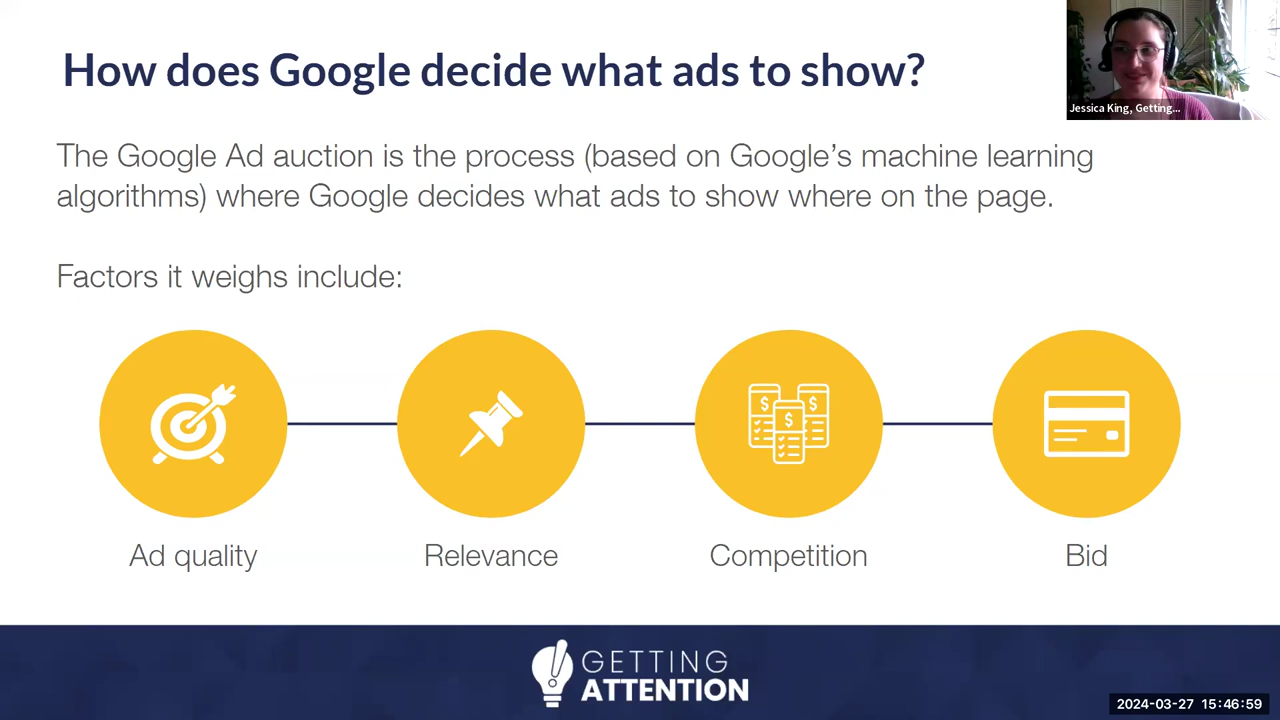 How does Google decide what ads to show?
Jessica King, Getting...
The Google Ad auction is the process (based on Google's machine learning
algorithms) where Google decides what ads to show where on the page.
Factors it weighs include:
$ $ $
Ad quality
Relevance
Competition
Bid
GETTING
ATTENTION
2024-03-27 15:46:59